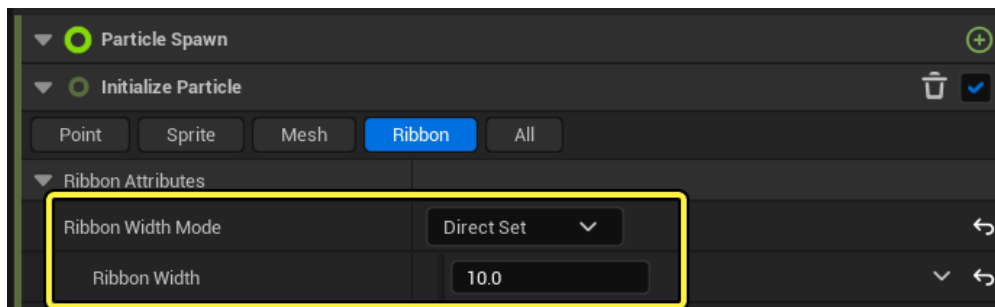 Particle Spawn
Initialize Particle
Point Sprite Mesh Ribbon All
Ribbon Attributes
Ribbon Width Mode Direct Set
Ribbon Width 10.0